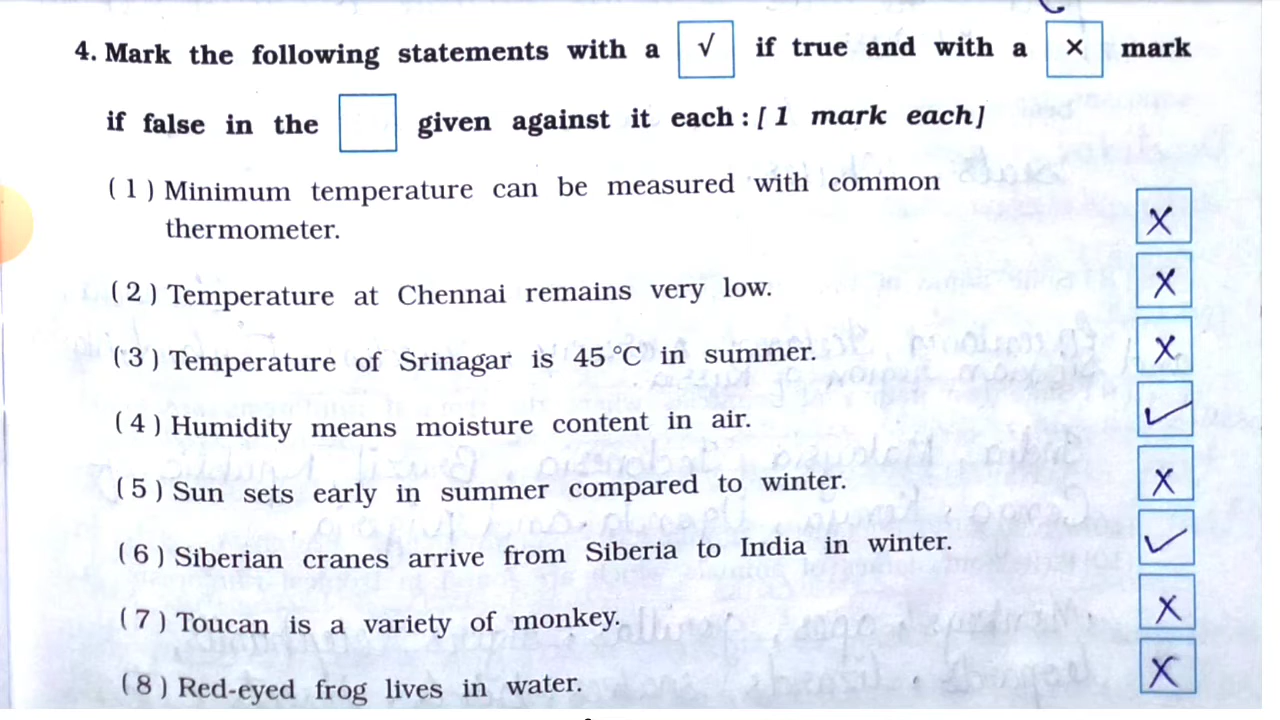 4. Mark the following statements with a √ if true and with a × mark
if false in the given against it each : [ 1 mark each]
( 1 ) Minimum temperature can be measured with common
thermometer. X
( 2 ) Temperature at Chennai remains very low. X
( 3 ) Temperature of Srinagar is 45 °C in summer. X
( 4 ) Humidity means moisture content in air. ✓
( 5 ) Sun sets early in summer compared to winter. X
( 6 ) Siberian cranes arrive from Siberia to India in winter. ✓
( 7 ) Toucan is a variety of monkey. X
( 8 ) Red-eyed frog lives in water. X